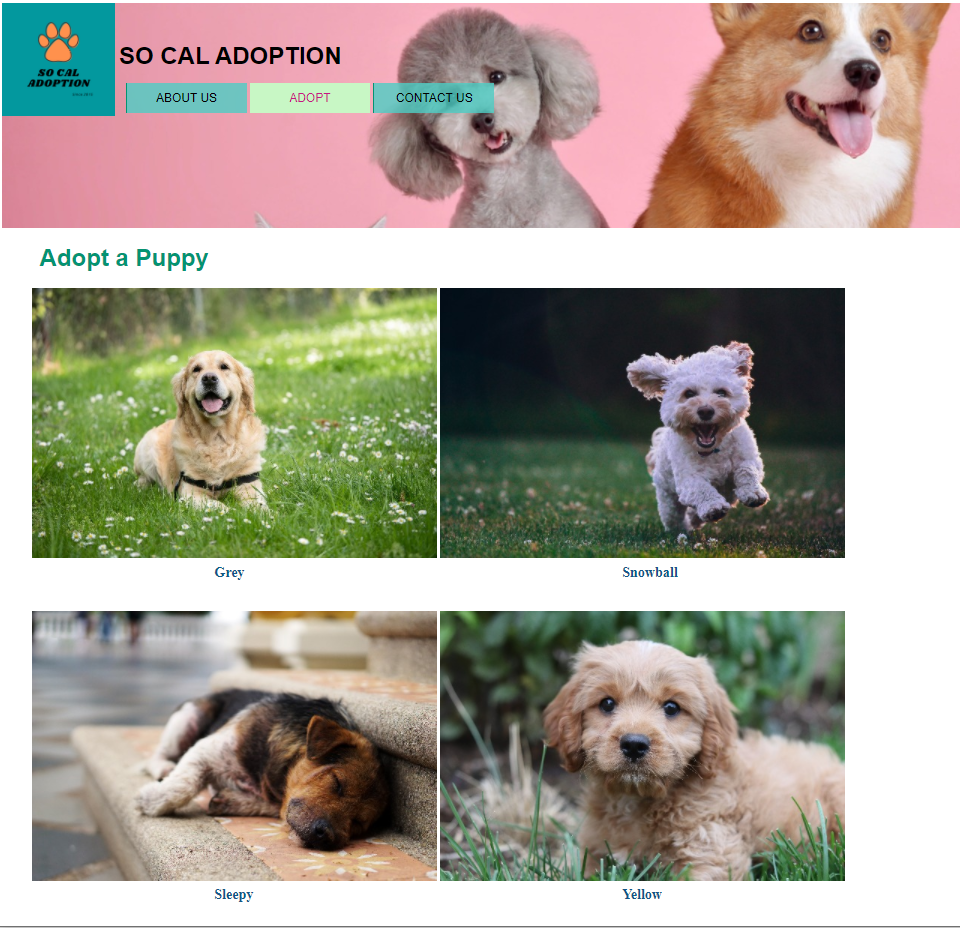 SO CAL
ADOPTION
SO CAL ADOPTION
ABOUT US
ADOPT
CONTACT US
Adopt a Puppy
Grey
Snowball
Sleepy
Yellow